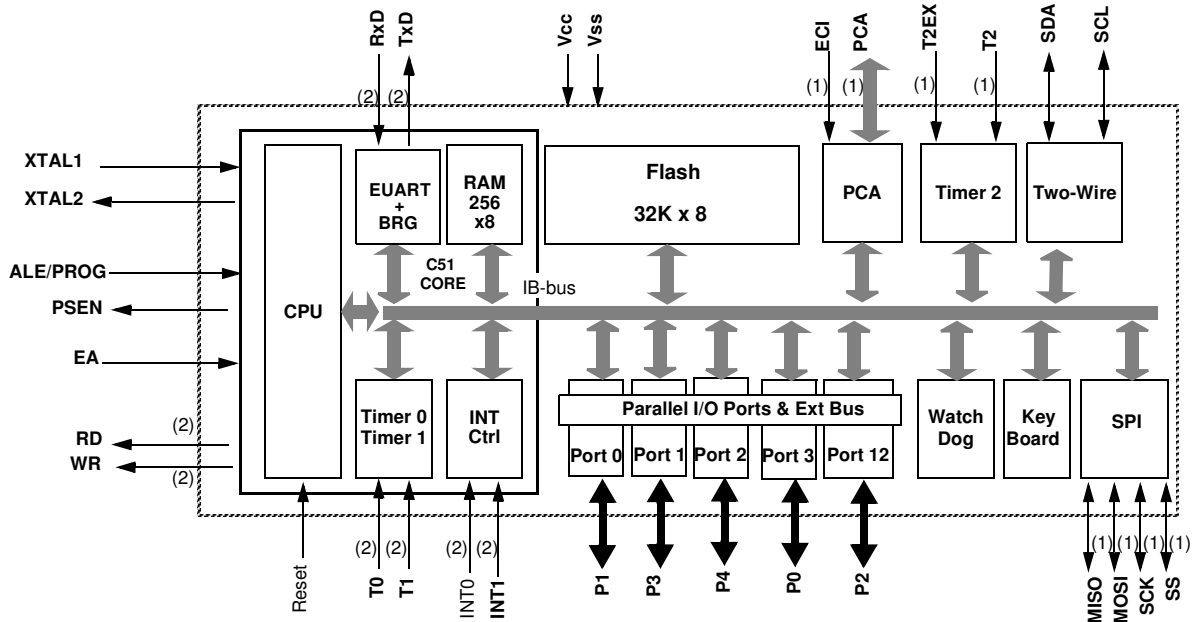 RxD
TxD
Vcc
Vss
ECI
PCA
T2EX
T2
SDA
SCL
(2)
(2)
(1)
(1)
(1)
(1)
XTAL1
XTAL2
ALE/PROG
PSEN
EA
RD
(2)
WR
(2)
CPU
EUART
+
BRG
RAM
256
x8
C51
CORE
IB-bus
Flash
32K x 8
PCA
Timer 2
Two-Wire
Timer 0
Timer 1
INT
Ctrl
Parallel I/O Ports & Ext Bus
Port 0
Port 1
Port 2
Port 3
Port 12
Watch
Dog
Key
Board
SPI
Reset
(2)
(2)
(2)
(2)
T0
T1
INT0
INT1
P1
P3
P4
P0
P2
(1)
(1)
(1)
(1)
MISO
MOSI
SCK
SS